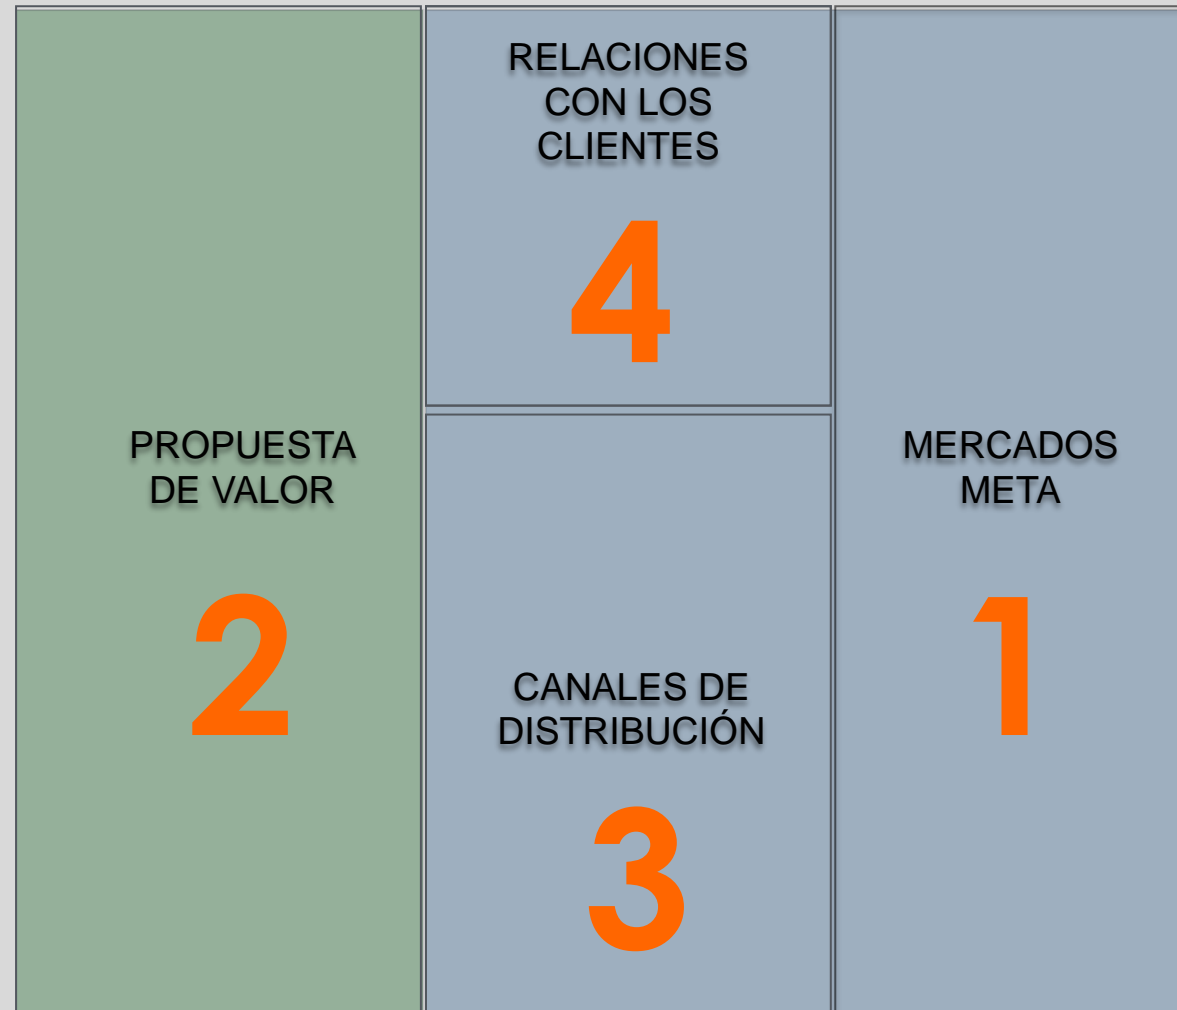 RELACIONES
CON LOS
CLIENTES
4
PROPUESTA
DE VALOR
2
CANALES DE
DISTRIBUCIÓN
3
MERCADOS
META
1